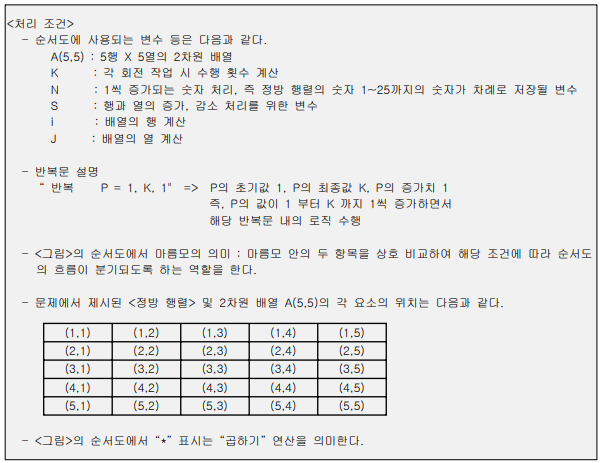 <처리 조건>
- 순서도에 사용되는 변수 등은 다음과 같다.
A(5,5) : 5행 X 5열의 2차원 배열
K : 각 회전 작업 시 수행 횟수 계산
N : 1씩 증가되는 숫자 처리, 즉 정방 행렬의 숫자 1~25까지의 숫자가 차례로 저장될 변수
S : 행과 열의 증가, 감소 처리를 위한 변수
i : 배열의 행 계산
J : 배열의 열 계산
- 반복문 설명
“ 반복 P = 1, K, 1" => P의 초기값 1, P의 최종값 K, P의 증가치 1
즉, P의 값이 1 부터 K 까지 1씩 증가하면서
해당 반복문 내의 로직 수행
- <그림>의 순서도에서 마름모의 의미 : 마름모 안의 두 항목을 상호 비교하여 해당 조건에 따라 순서도
의 흐름이 분기되도록 하는 역할을 한다.
- 문제에서 제시된 <정방 행렬> 및 2차원 배열 A(5,5)의 각 요소의 위치는 다음과 같다.
(1,1) (1,2) (1,3) (1,4) (1,5)
(2,1) (2,2) (2,3) (2,4) (2,5)
(3,1) (3,2) (3,3) (3,4) (3,5)
(4,1) (4,2) (4,3) (4,4) (4,5)
(5,1) (5,2) (5,3) (5,4) (5,5)
- <그림>의 순서도에서 “*” 표시는 “곱하기” 연산을 의미한다.